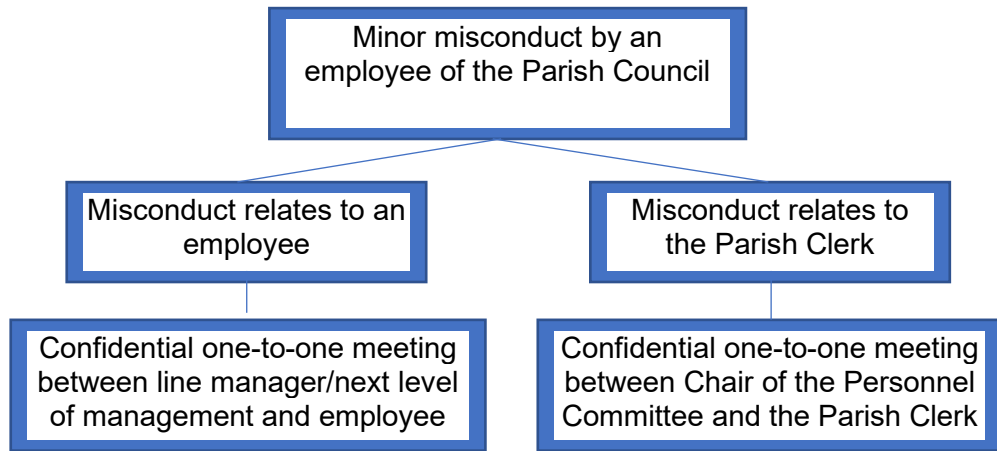 Minor misconduct by an
employee of the Parish Council
Misconduct relates to an
employee
Misconduct relates to
the Parish Clerk
Confidential one-to-one meeting
between line manager/next level
of management and employee
Confidential one-to-one meeting
between Chair of the Personnel
Committee and the Parish Clerk